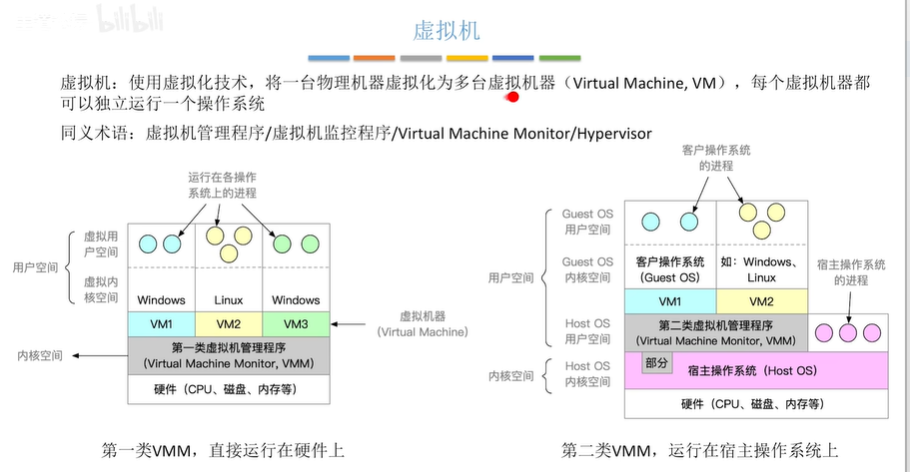 bilibili
虚拟机
虚拟机：使用虚拟化技术，将一台物理机器虚拟化为多台虚拟机器（Virtual Machine, VM），每个虚拟机器都
可以独立运行一个操作系统
同义术语：虚拟机管理程序/虚拟机监控程序/Virtual Machine Monitor/Hypervisor
运行在各操作
系统上的进程
用户空间
虚拟用
户空间
虚拟内
核空间
Windows
Linux
Windows
VM1
VM2
VM3
虚拟机器
(Virtual Machine)
内核空间
第一类虚拟机管理程序
(Virtual Machine Monitor, VMM)
硬件（CPU、磁盘、内存等）
第一类VMM，直接运行在硬件上
客户操作系统
的进程
用户空间
Guest OS
用户空间
Guest OS
内核空间
客户操作系统
(Guest OS)
如：Windows、
Linux
宿主操作系统
的进程
VM1
VM2
Host OS
用户空间
第二类虚拟机管理程序
(Virtual Machine Monitor, VMM)
内核空间
Host OS
内核空间
部分
宿主操作系统（Host OS）
硬件（CPU、磁盘、内存等）
第二类VMM，运行在宿主操作系统上